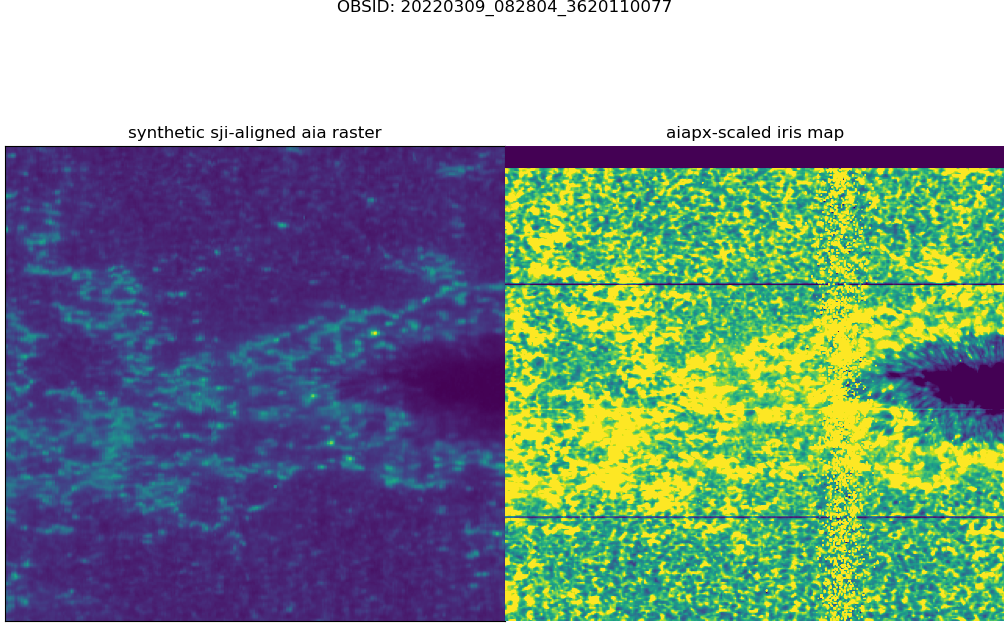 OBSID: 20220309_082804_3620110077
synthetic sji-aligned aia raster
aiapx-scaled iris map